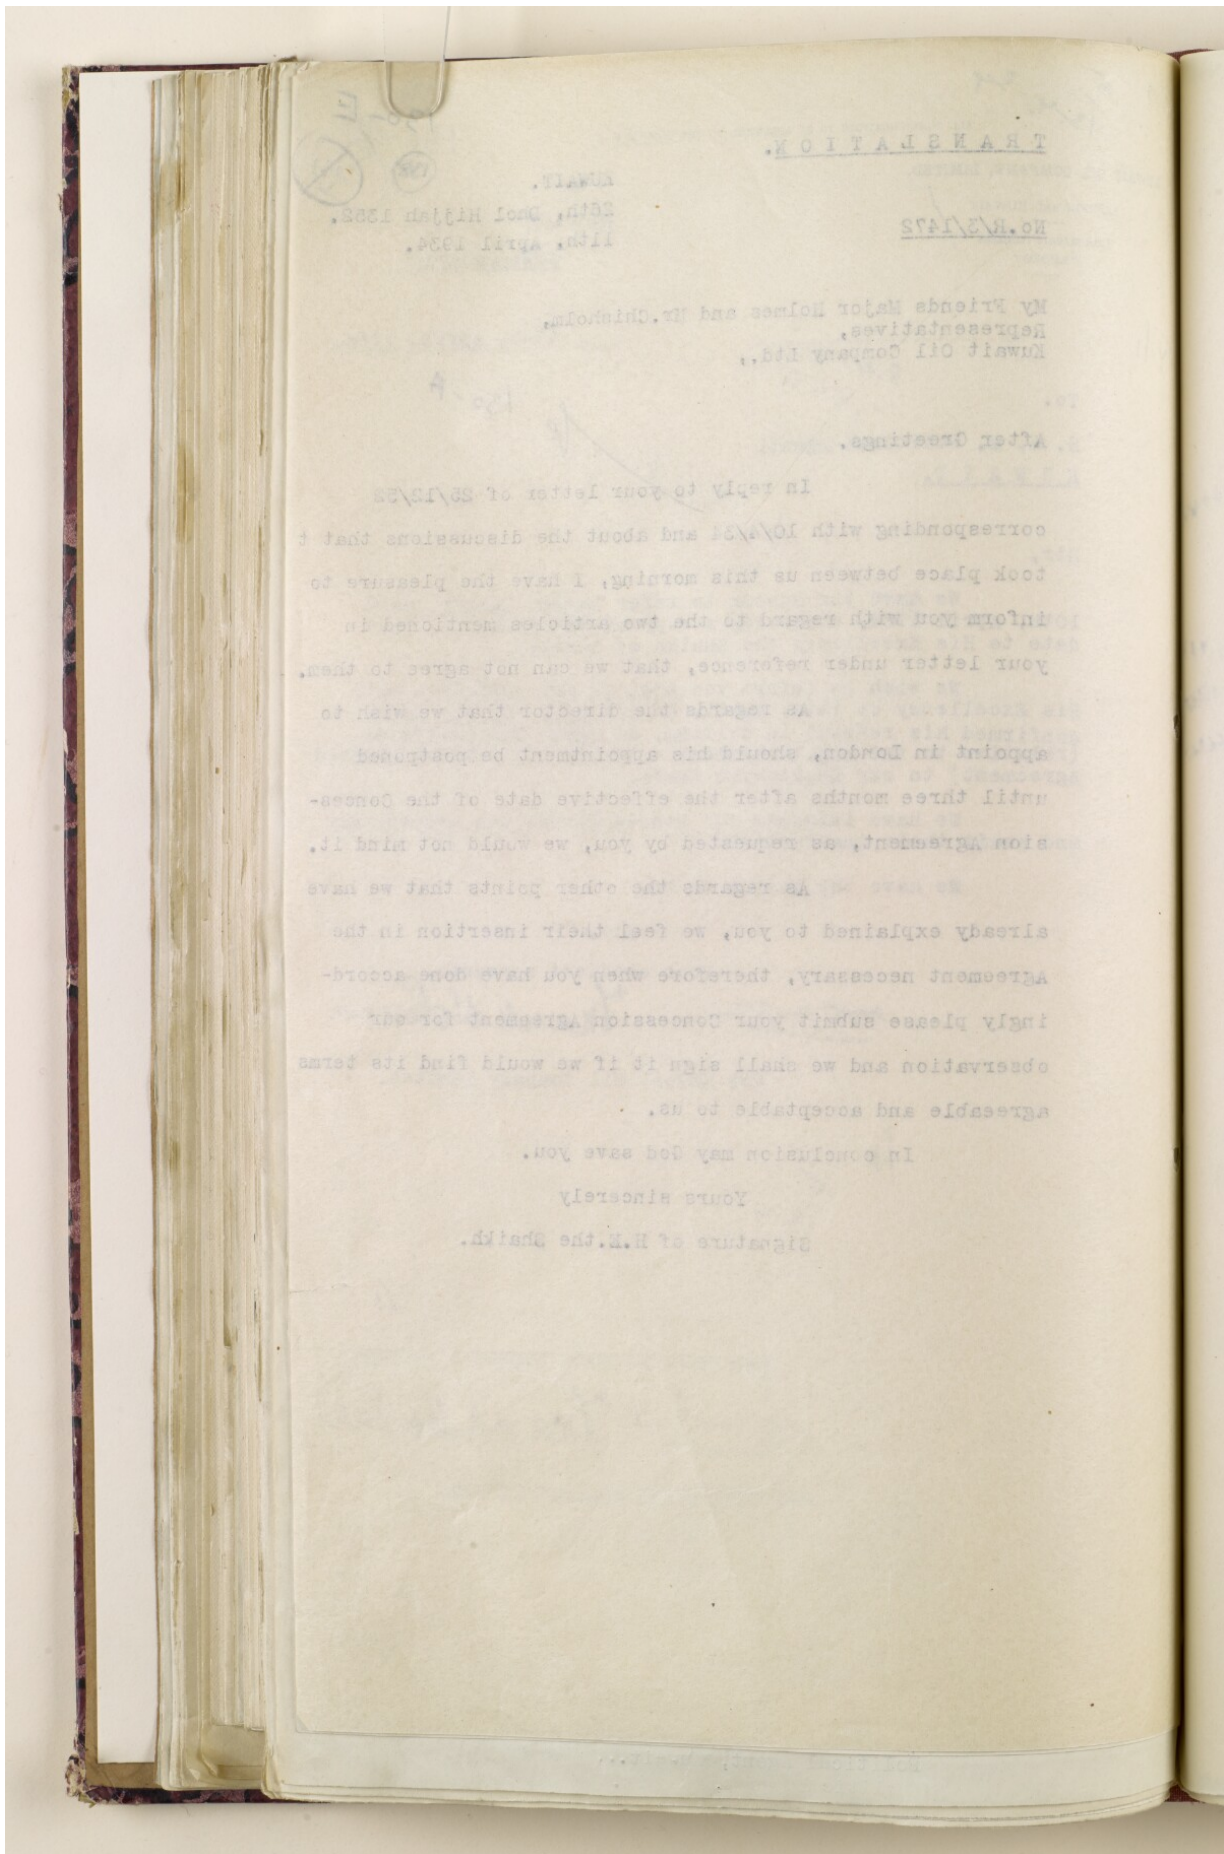 TRANSLATION.
KUWAIT.
26th, Dhol Hijjah 1352.
11th, April 1934.
No.R/3/1472
My Friends Major Holmes and Mr.Chisholm,
Representatives,
Kuwait Oil Company Ltd.,
After Greetings.
In reply to your letter of 25/12/52
corresponding with 10/4/34 and about the discussions that t
took place between us this morning, I have the pleasure to
inform you with regard to the two articles mentioned in
your letter under reference, that we can not agree to them.
As regards the director that we wish to
appoint in London, should his appointment be postponed
until three months after the effective date of the Conces-
sion Agreement, as requested by you, we would not mind it.
As regards the other points that we have
already explained to you, we feel their insertion in the
Agreement necessary, therefore when you have done accord-
ingly please submit your Concession Agreement for our
observation and we shall sign it if we would find its terms
agreeable and acceptable to us.
In conclusion may God save you.
Yours sincerely
Signature of H.E.the Shaikh.